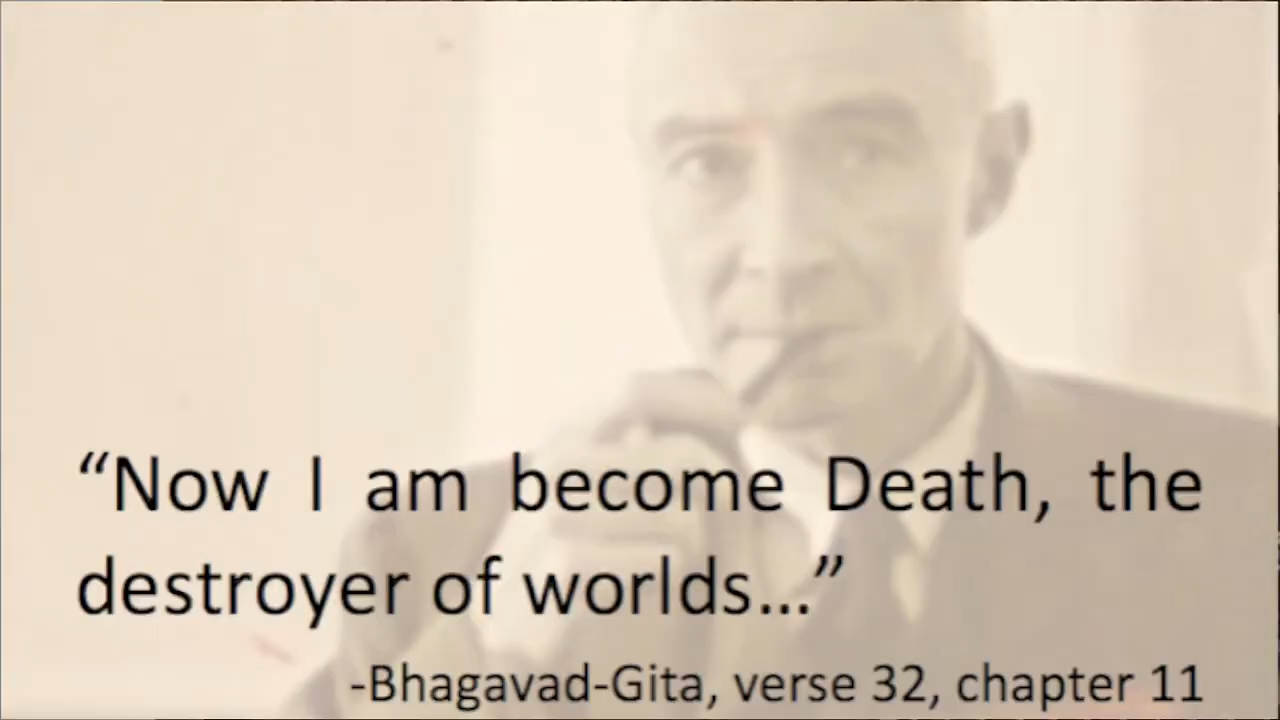 “Now I am become Death, the
destroyer of worlds...”
-Bhagavad-Gita, verse 32, chapter 11